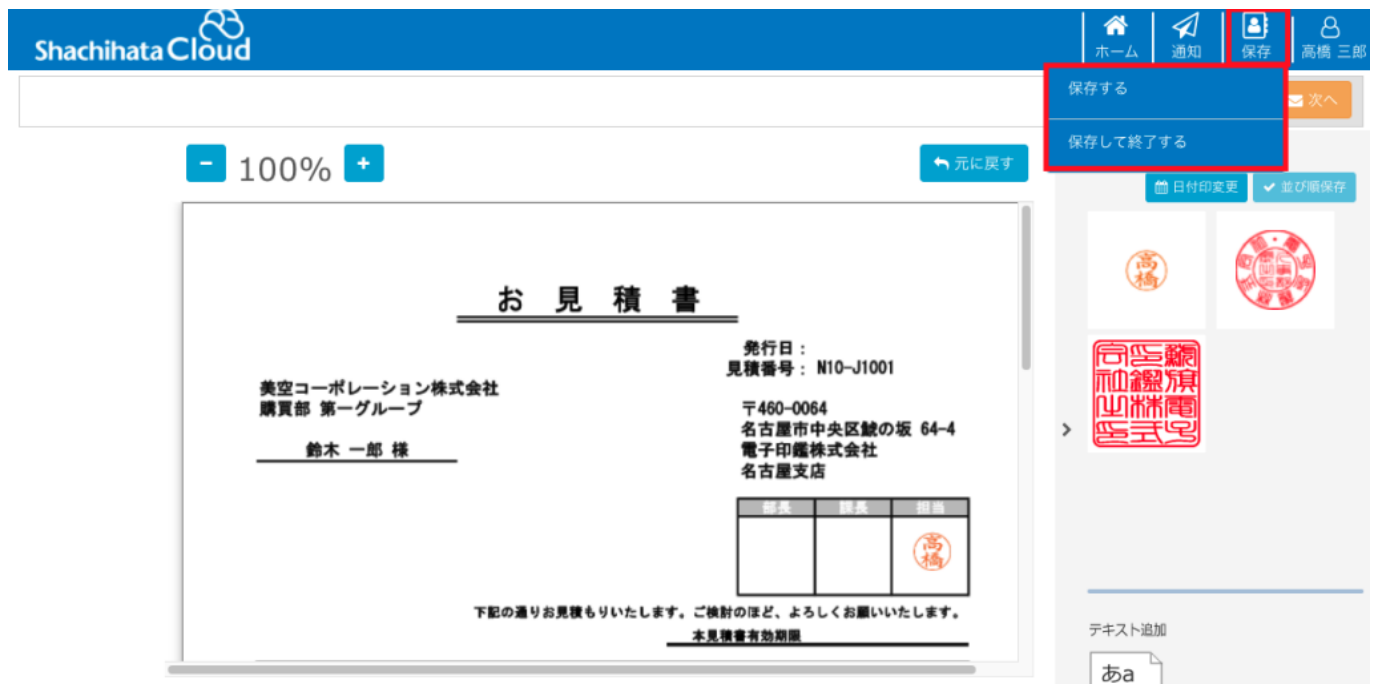 Shachihata Cloud
ホーム
通知
保存
高橋 三郎
保存する
保存して終了する
次へ
100%
元に戻す
日付印変更
並び順保存
お 見 積 書
発行日：
見積番号： N10-J1001
美空コーポレーション株式会社
購買部 第一グループ
鈴木 一郎 様
〒460-0064
名古屋市中央区鯱の坂 64-4
電子印鑑株式会社
名古屋支店
部長 課長 担当
高橋
下記の通りお見積もりいたします。ご検討のほど、よろしくお願いいたします。
本見積書有効期限
高橋
テキスト追加
あa